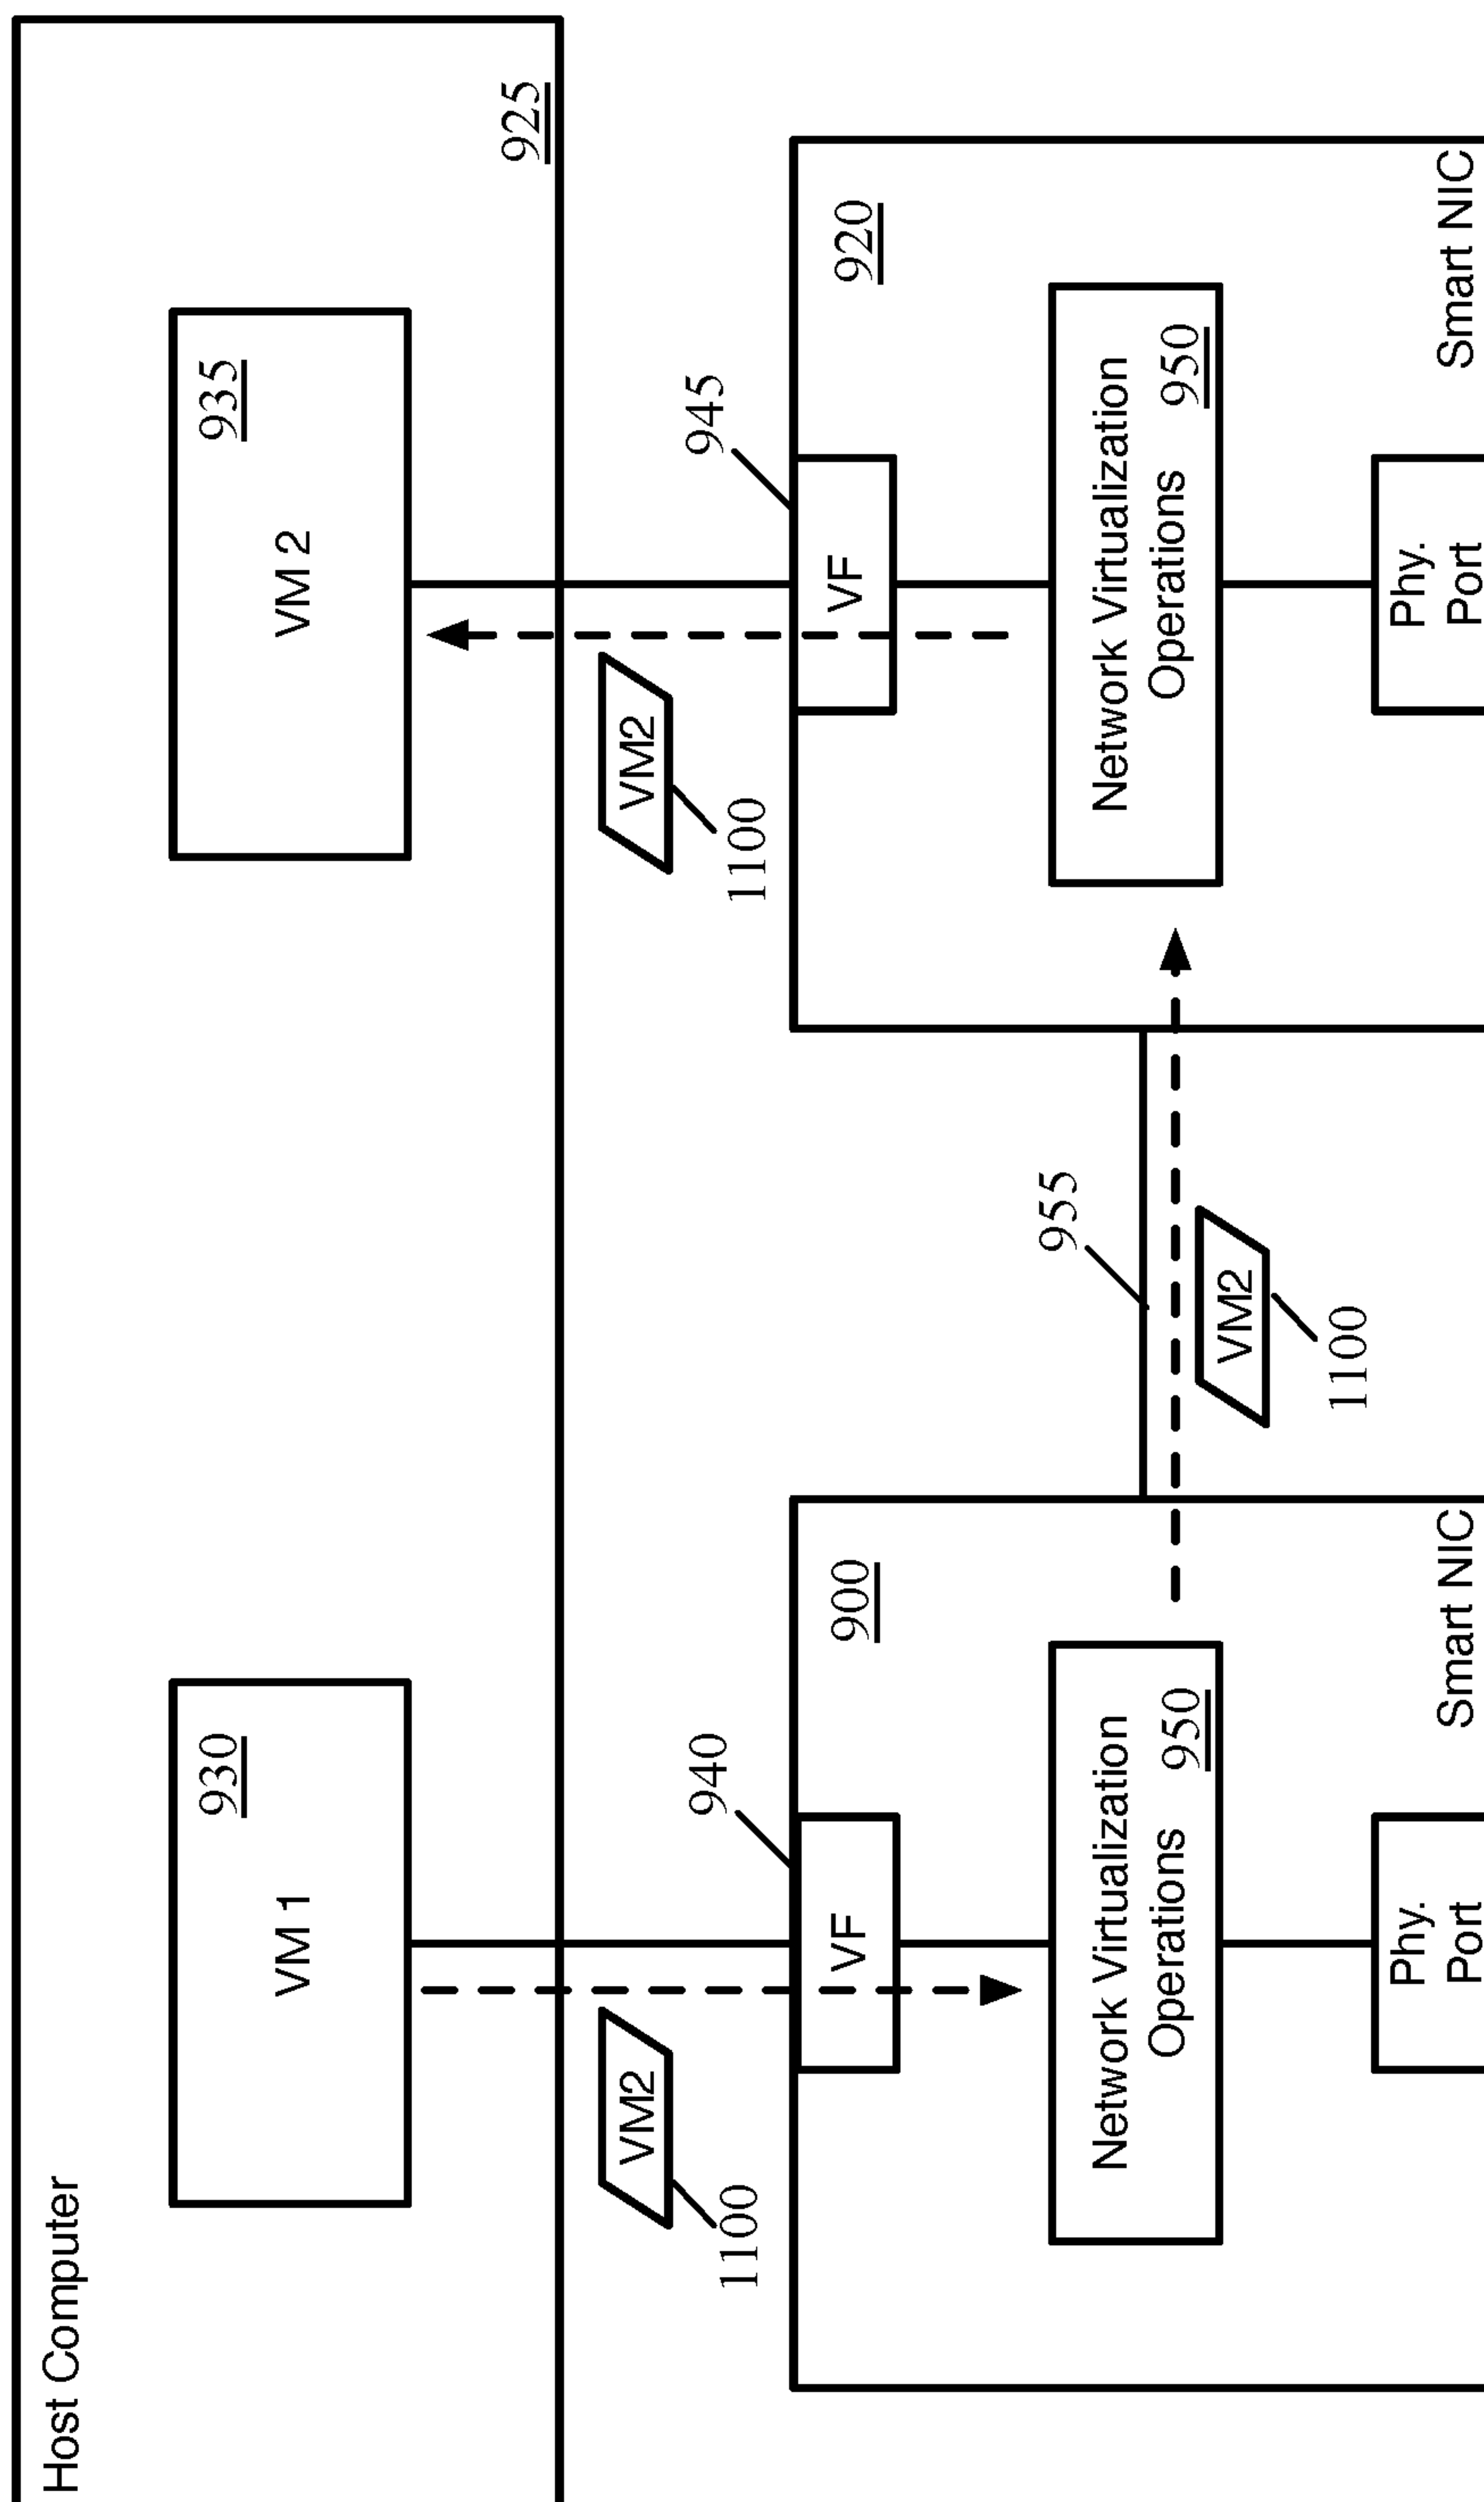 Host Computer
930
VM 1
935
VM 2
925
VM2
1100
VM2
1100
940
945
VF
900
VF
920
955
Network Virtualization
Operations 950
Network Virtualization
Operations 950
VM2
1100
Phy.
Port
Smart NIC
Phy.
Port
Smart NIC